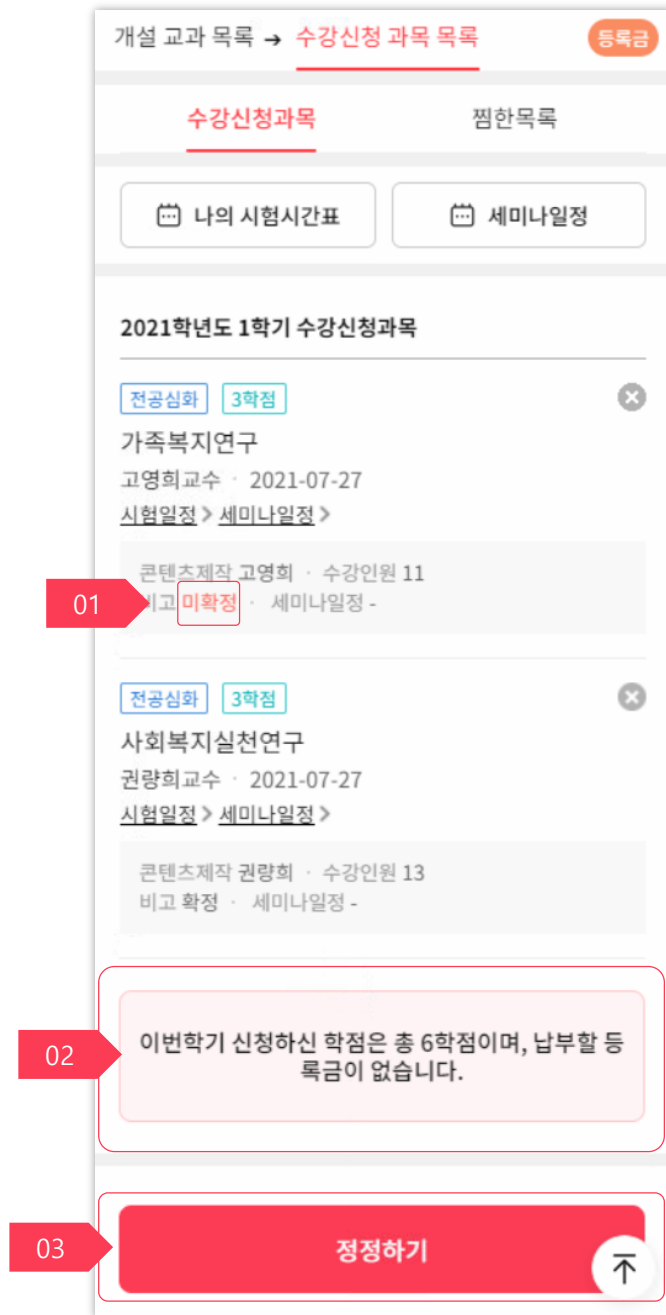 개설 교과 목록 → 수강신청 과목 목록 등록금
수강신청과목 찜한목록
나의 시험시간표 세미나일정
2021학년도 1학기 수강신청과목
전공심화 3학점
가족복지연구
고영희교수 · 2021-07-27
시험일정 > 세미나일정 >
콘텐츠제작 고영희 · 수강인원 11
01 비고 미확정 · 세미나일정 -
전공심화 3학점
사회복지실천연구
권량희교수 · 2021-07-27
시험일정 > 세미나일정 >
콘텐츠제작 권량희 · 수강인원 13
비고 확정 · 세미나일정 -
02 이번학기 신청하신 학점은 총 6학점이며, 납부할 등
록금이 없습니다.
03 정정하기